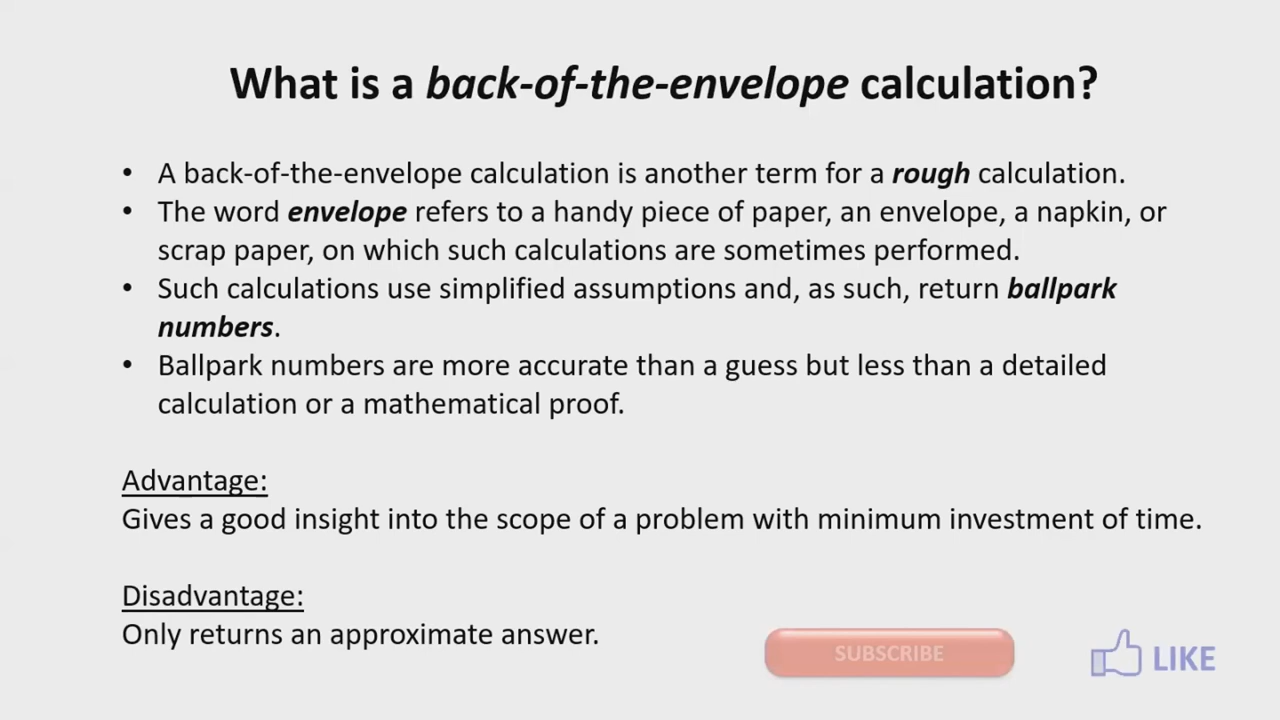 What is a back-of-the-envelope calculation?
• A back-of-the-envelope calculation is another term for a rough calculation.
• The word envelope refers to a handy piece of paper, an envelope, a napkin, or
scrap paper, on which such calculations are sometimes performed.
• Such calculations use simplified assumptions and, as such, return ballpark
numbers.
• Ballpark numbers are more accurate than a guess but less than a detailed
calculation or a mathematical proof.
Advantage:
Gives a good insight into the scope of a problem with minimum investment of time.
Disadvantage:
Only returns an approximate answer.
SUBSCRIBE
LIKE